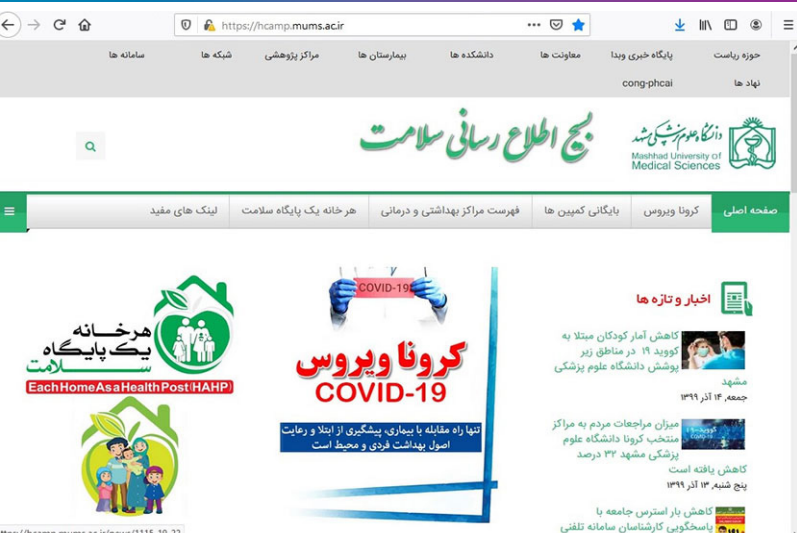 https://hcamp.mums.ac.ir
حوزه ریاست
پایگاه خبری وبدا
معاونت ها
دانشکده ها
بیمارستان ها
مراکز پژوهشی
شبکه ها
سامانه ها
نهاد ها
cong-phcai
دانشگاه علوم پزشکی مشهد
Mashhad University of
Medical Sciences
بسیج اطلاع رسانی سلامت
صفحه اصلی
کرونا ویروس
بایگانی کمپین ها
فهرست مراکز بهداشتی و درمانی
هر خانه یک پایگاه سلامت
لینک های مفید
اخبار و تازه ها
کاهش آمار کودکان مبتلا به
کووید ۱۹ در مناطق زیر
پوشش دانشگاه علوم پزشکی
مشهد
جمعه, ۱۴ آذر ۱۳۹۹
میزان مراجعات مردم به مراکز
منتخب کرونا دانشگاه علوم
پزشکی مشهد ۳۲ درصد
کاهش یافته است
پنج شنبه, ۱۳ آذر ۱۳۹۹
کاهش بار استرس جامعه با
پاسخگویی کارشناسان سامانه تلفنی
COVID-19
کرونا ویروس
COVID-19
تنها راه مقابله با بیماری، پیشگیری از ابتلا و رعایت
اصول بهداشت فردی و محیط است
هرخانه
یک پایگاه
سلامت
Each Home As a Health Post (HAHP)